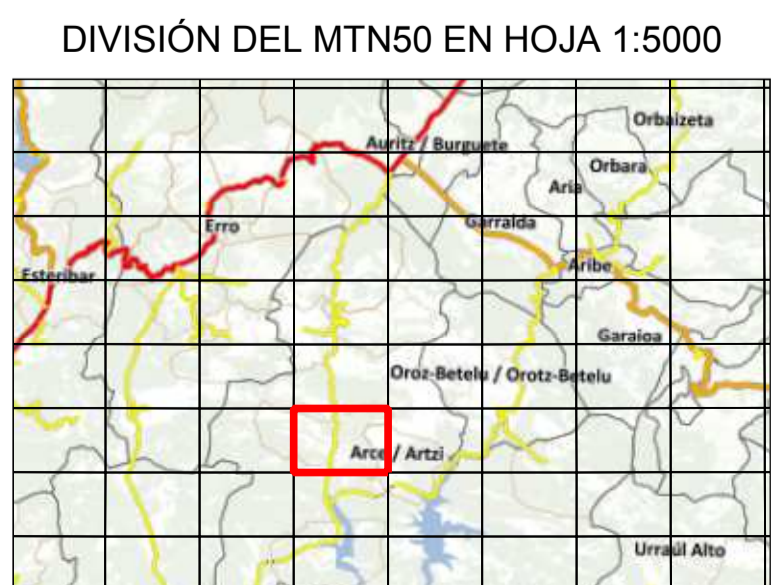 DIVISIÓN DEL MTN50 EN HOJA 1:5000
Orbaizeta
Auritz / Burguete
Orbara
Aria
Erro
Garralda
Esteribar
Aribe
Garaioa
Oroz-Betelu / Orotz-Betelu
Arce / Artzi
Urraúl Alto